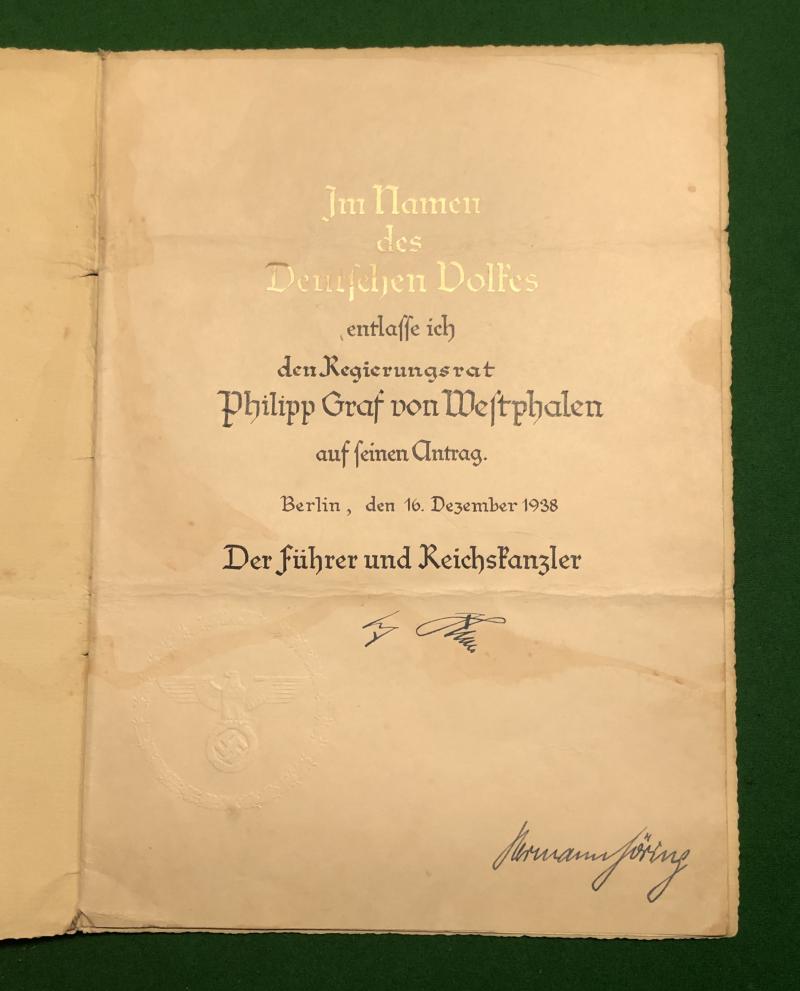 Im Namen
des
Deutschen Volkes
entlasse ich
den Regierungsrat
Philipp Graf von Westphalen
auf seinen Antrag.
Berlin, den 16. Dezember 1938
Der Führer und Reichskanzler
Hermann Göring